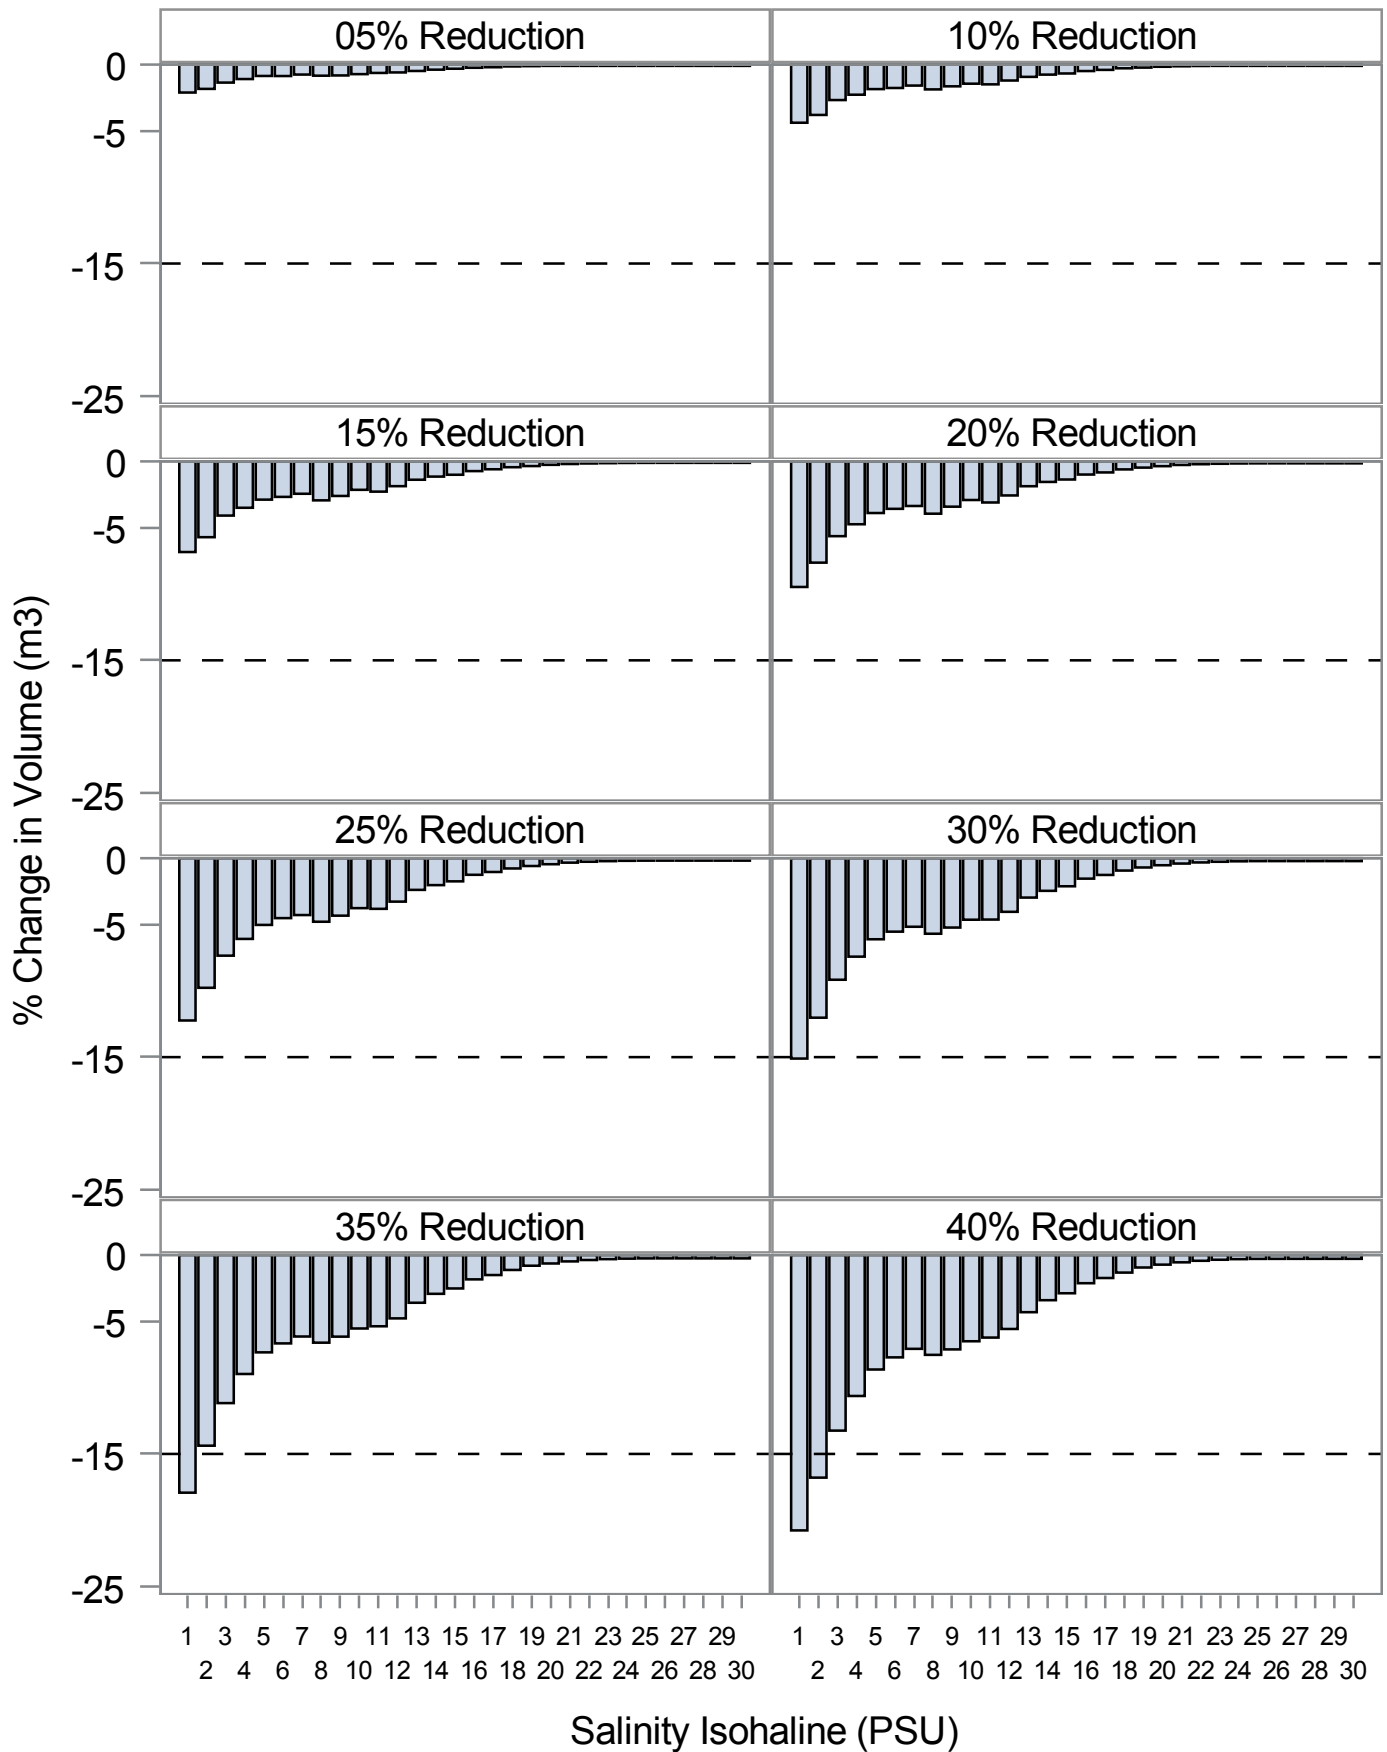 05% Reduction
10% Reduction
0
-5
-15
-25
15% Reduction
20% Reduction
0
-5
-15
-25
25% Reduction
30% Reduction
0
-5
-15
-25
35% Reduction
40% Reduction
0
-5
-15
-25
% Change in Volume (m3)
1 3 5 7 9 11 13 15 17 19 21 23 25 27 29
2 4 6 8 10 12 14 16 18 20 22 24 26 28 30
1 3 5 7 9 11 13 15 17 19 21 23 25 27 29
2 4 6 8 10 12 14 16 18 20 22 24 26 28 30
Salinity Isohaline (PSU)